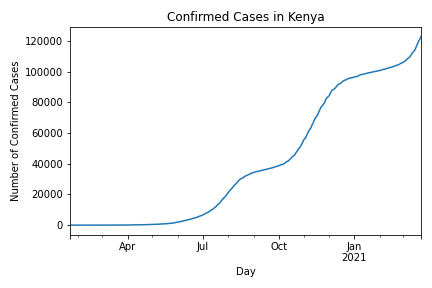 Confirmed Cases in Kenya
120000
100000
80000
60000
40000
20000
0
Number of Confirmed Cases
Apr
Jul
Oct
Jan
2021
Day